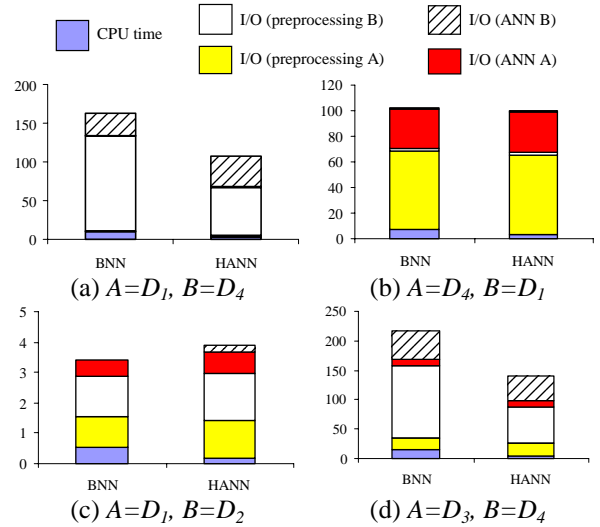 CPU time
I/O (preprocessing B)
I/O (ANN B)
I/O (preprocessing A)
I/O (ANN A)
200
150
100
50
0
BNN HANN
(a) A=D1, B=D4
120
100
80
60
40
20
0
BNN HANN
(b) A=D4, B=D1
5
4
3
2
1
0
BNN HANN
(c) A=D1, B=D2
250
200
150
100
50
0
BNN HANN
(d) A=D3, B=D4